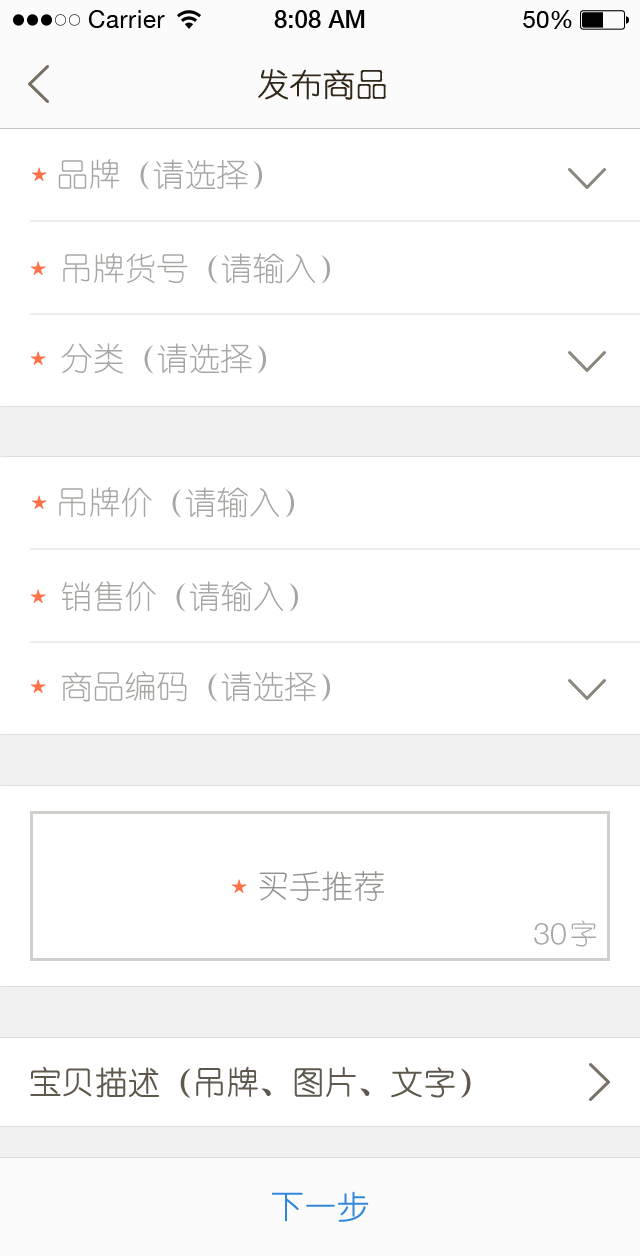 Carrier 8:08 AM 50%
发布商品
★ 品牌（请选择）
★ 吊牌货号（请输入）
★ 分类（请选择）
★ 吊牌价（请输入）
★ 销售价（请输入）
★ 商品编码（请选择）
★ 买手推荐
30字
宝贝描述（吊牌、图片、文字）
下一步